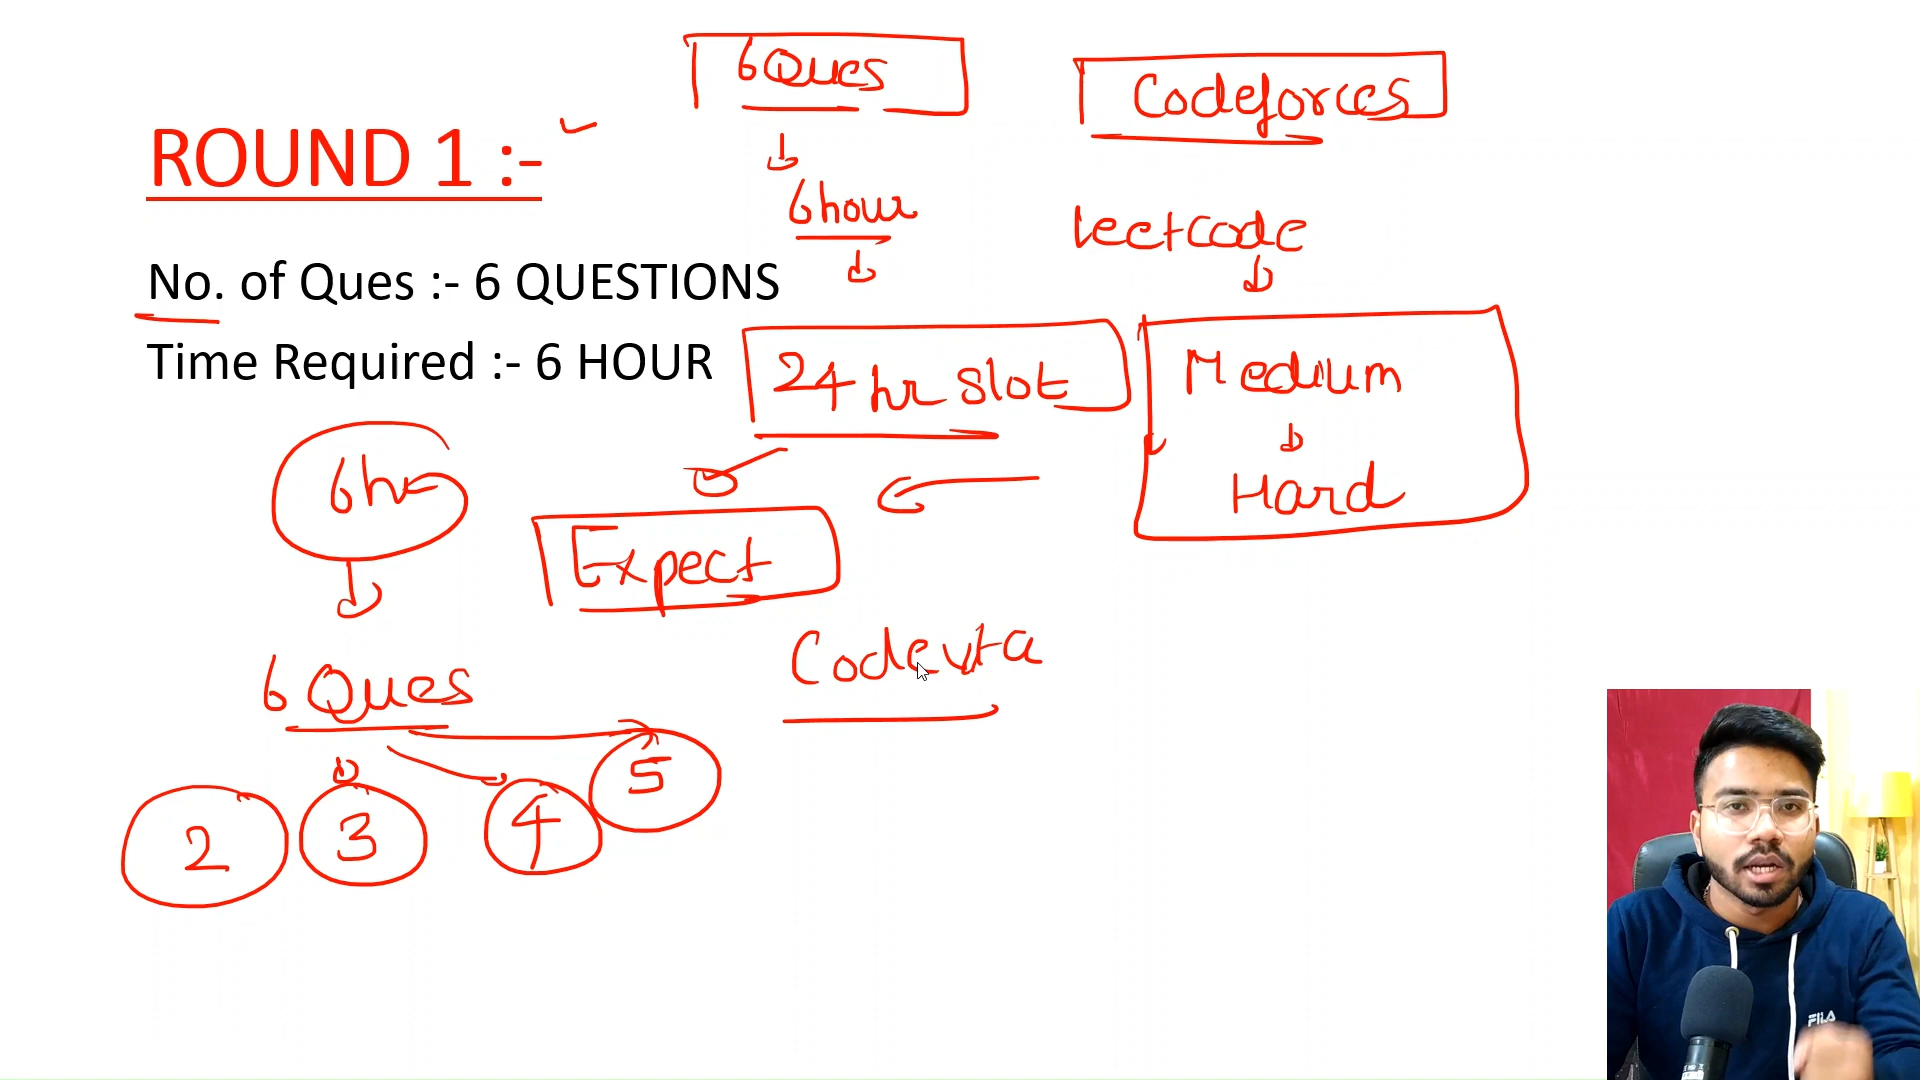 6Ques
Codeforces
ROUND 1 :-
6hour
leetcode
No. of Ques :- 6 QUESTIONS
Time Required :- 6 HOUR
24 hr slot
Medium
Hard
6hr
Expect
6 Ques
Codevita
5
4
3
2
FILA